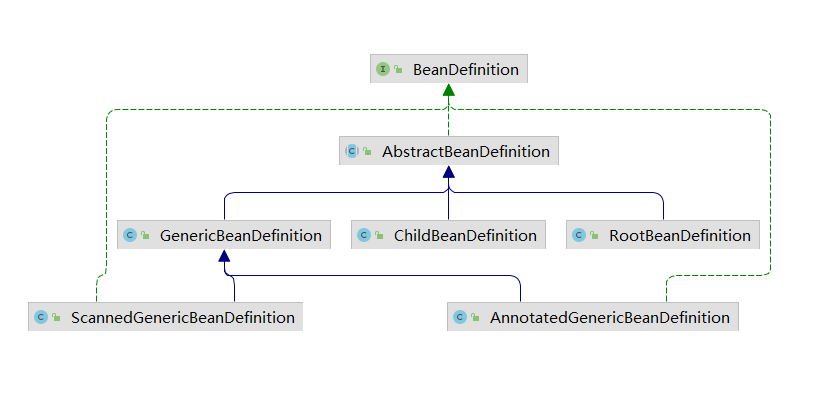 BeanDefinition
AbstractBeanDefinition
GenericBeanDefinition
ChildBeanDefinition
RootBeanDefinition
ScannedGenericBeanDefinition
AnnotatedGenericBeanDefinition